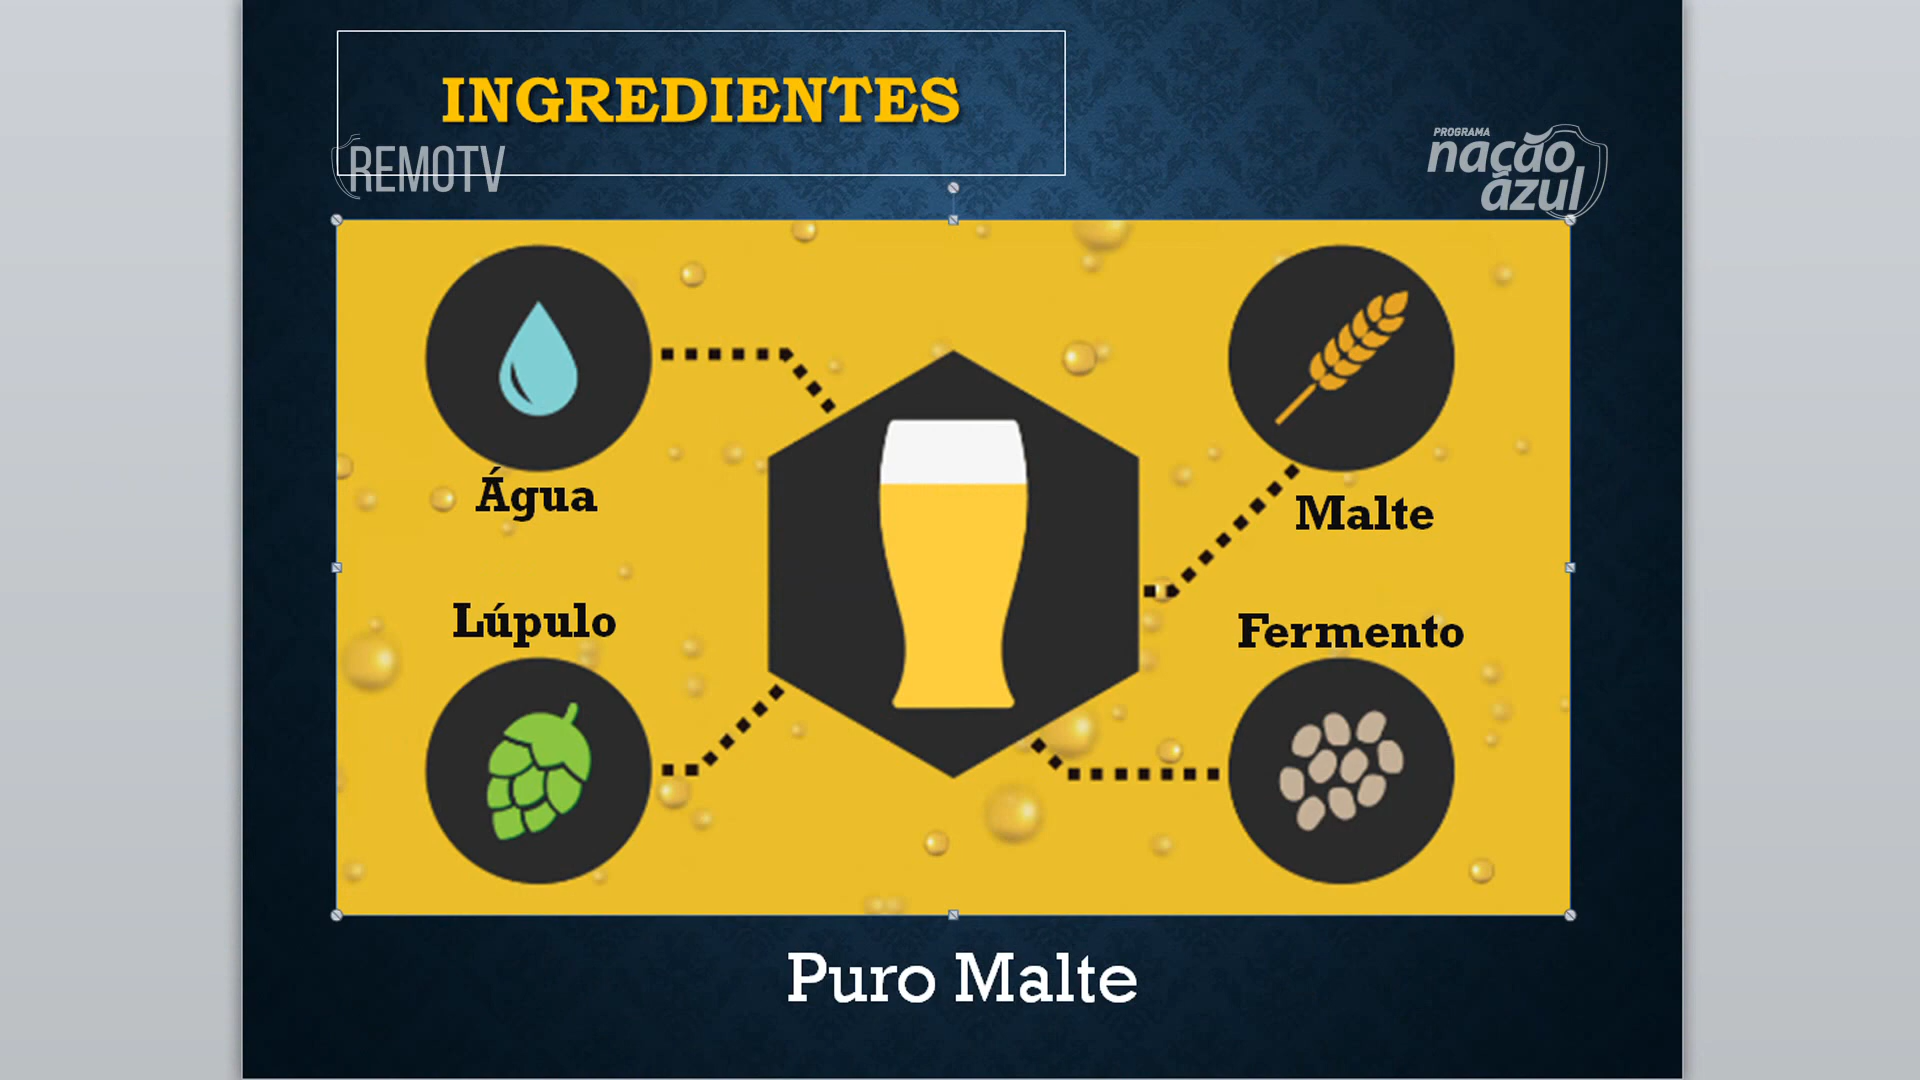 INGREDIENTES
REMOTV
PROGRAMA
nação
azul
Água
Malte
Lúpulo
Fermento
Puro Malte